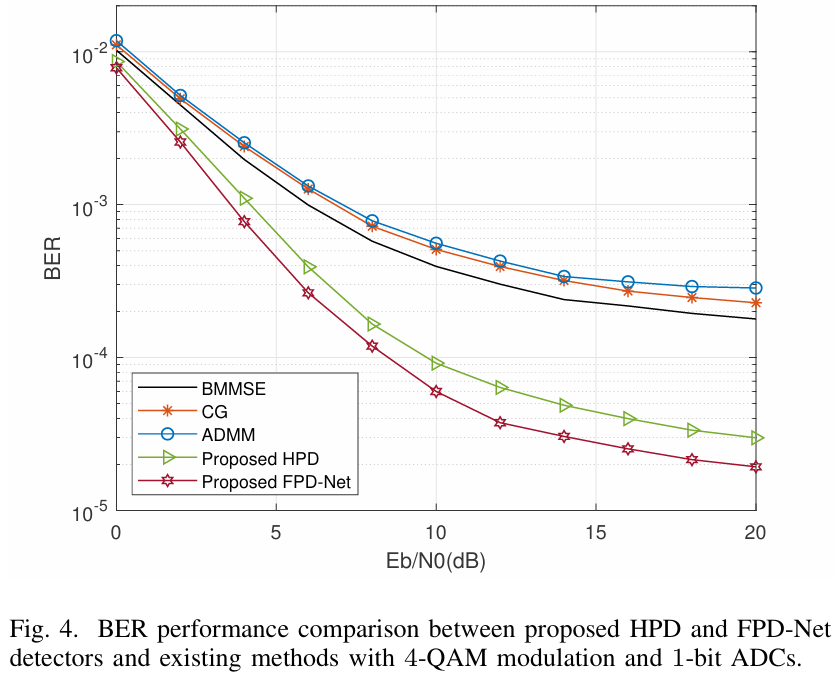 10^-2
10^-3
10^-4
10^-5
BER
BMMSE
CG
ADMM
Proposed HPD
Proposed FPD-Net
0 5 10 15 20
Eb/N0(dB)
Fig. 4. BER performance comparison between proposed HPD and FPD-Net
detectors and existing methods with 4-QAM modulation and 1-bit ADCs.